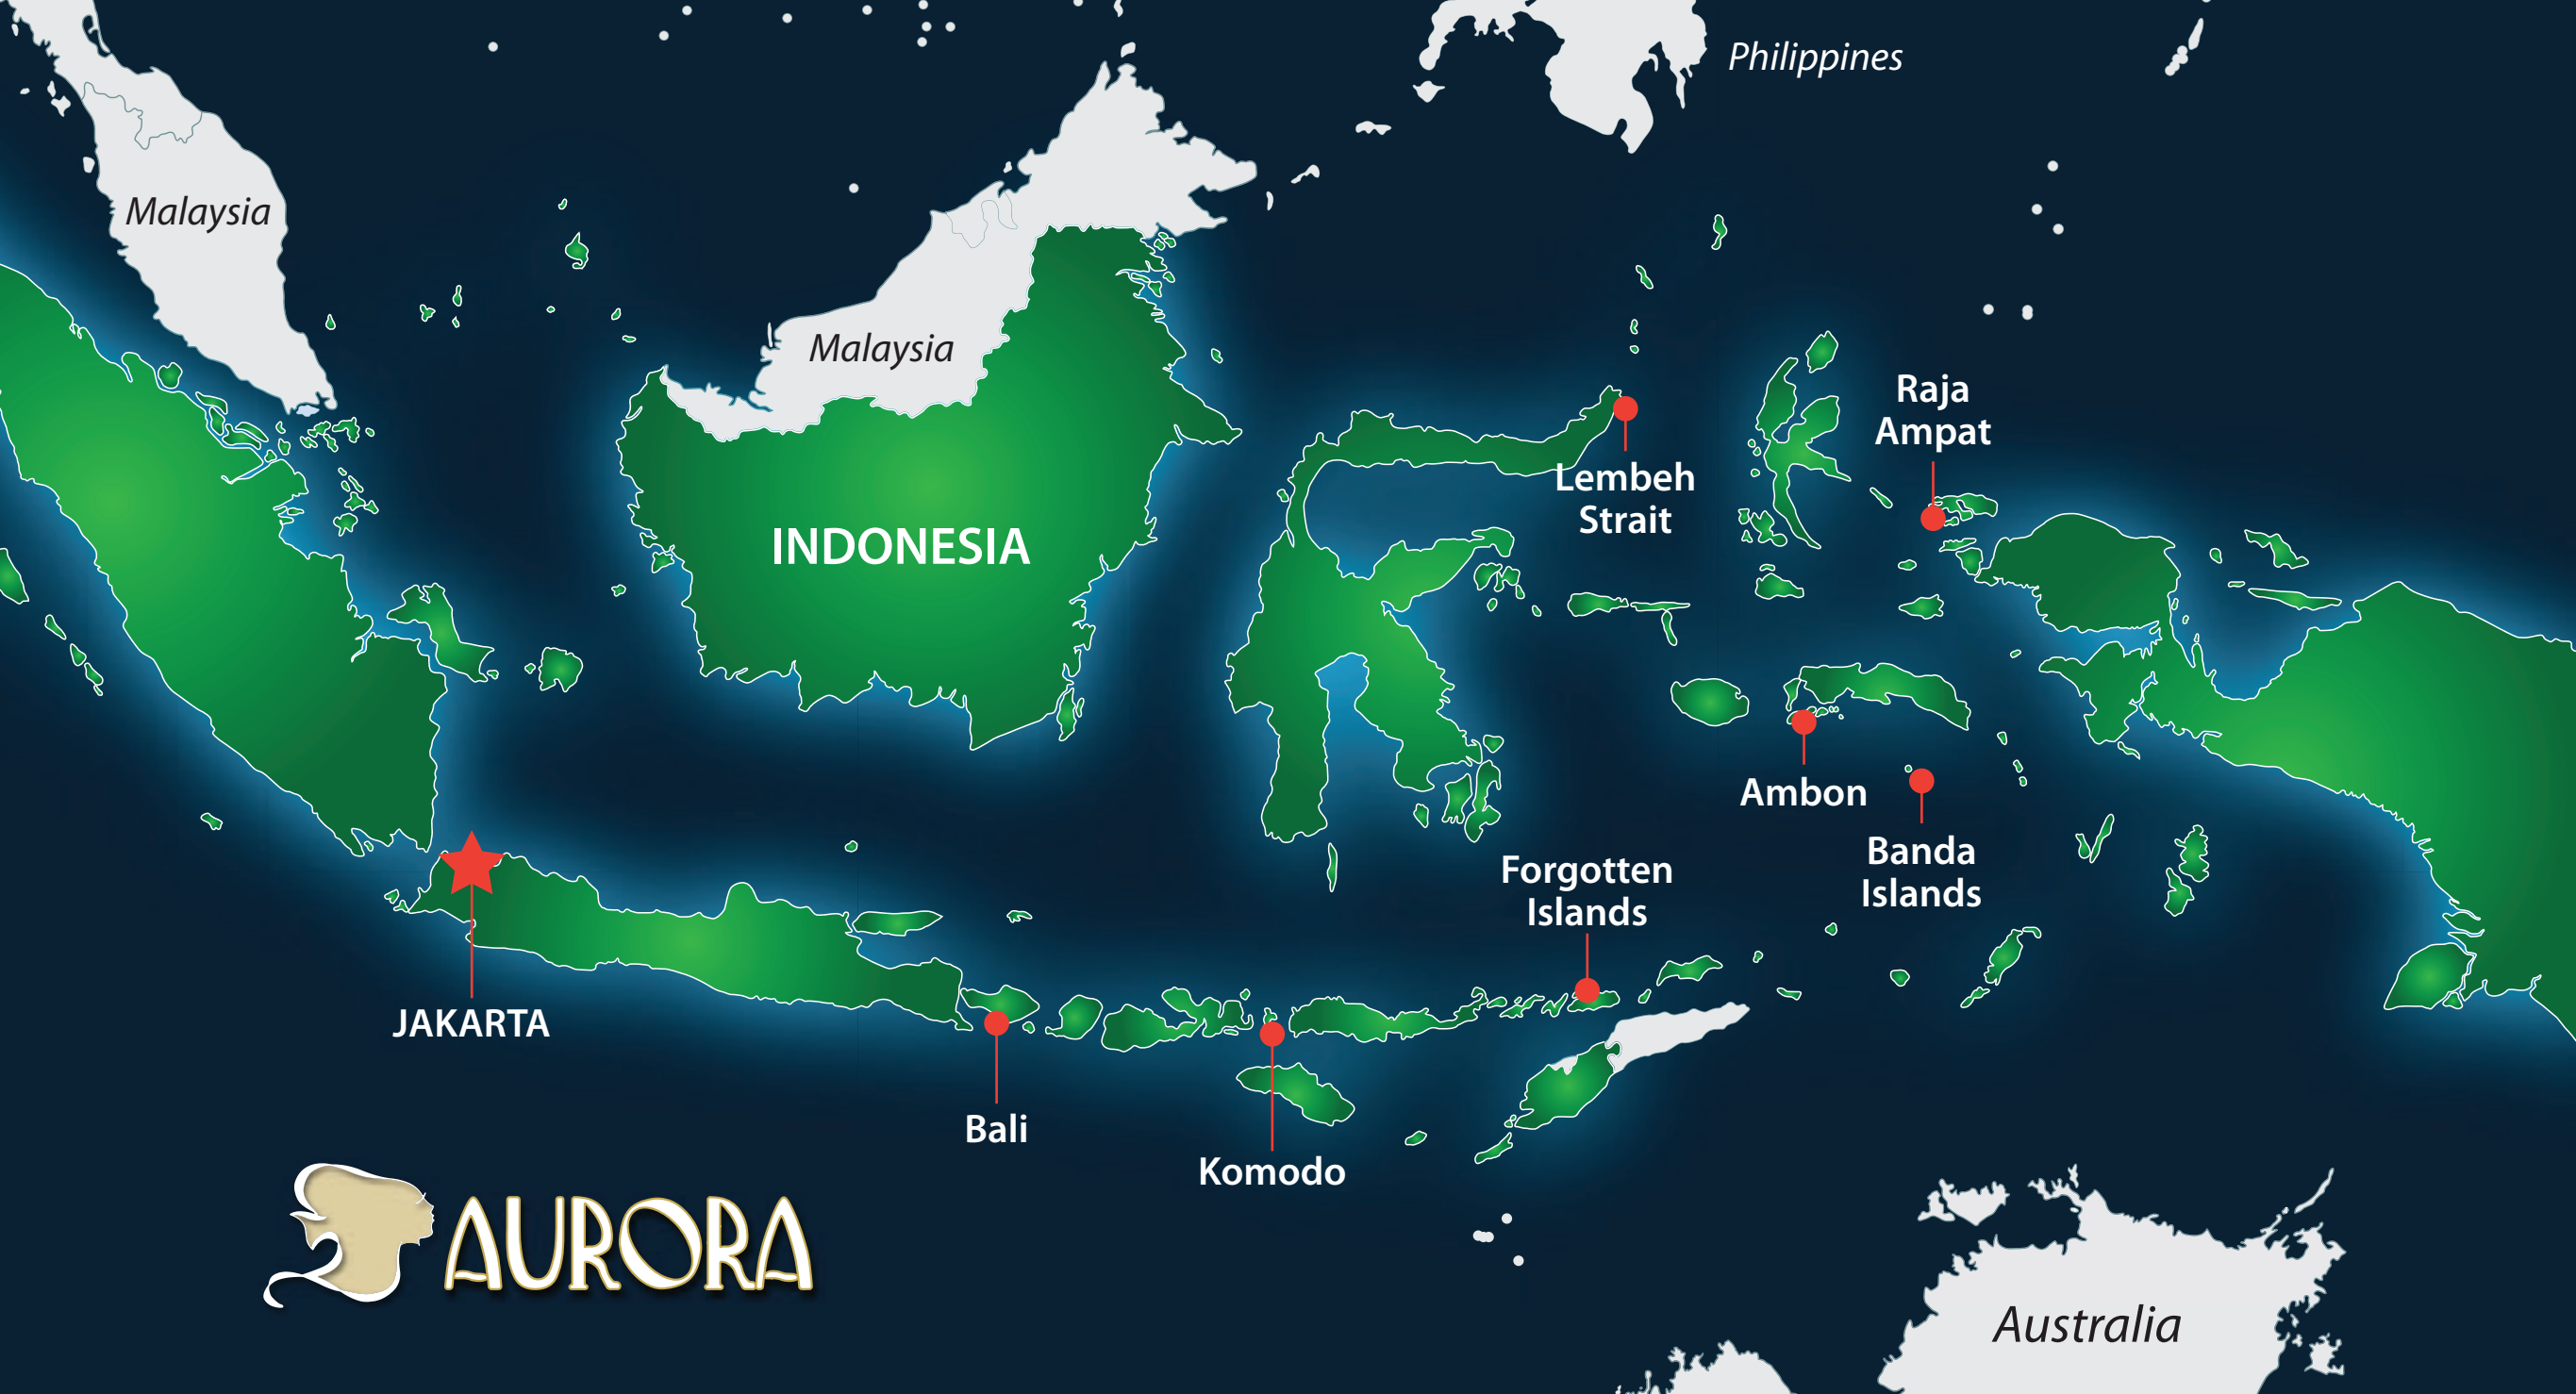 Philippines
Malaysia
Malaysia
Raja
Ampat
Lembeh
Strait
INDONESIA
Ambon
Banda
Islands
Forgotten
Islands
JAKARTA
Bali
Komodo
AURORA
Australia